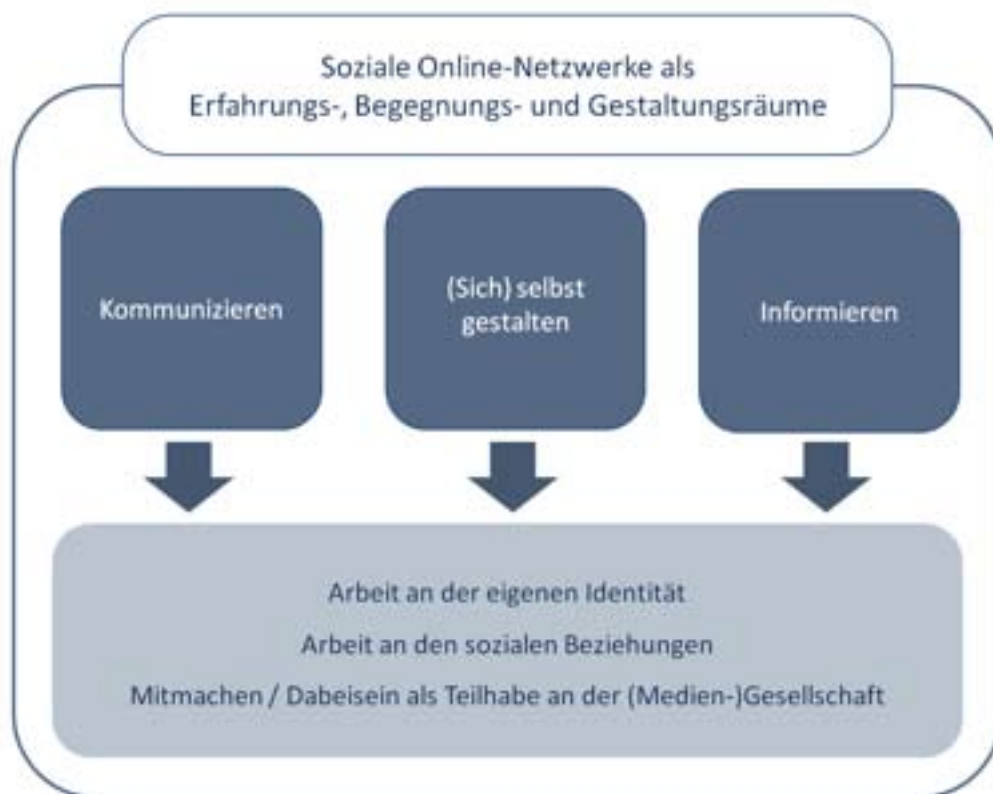 Soziale Online-Netzwerke als
Erfahrungs-, Begegnungs- und Gestaltungsräume
Kommunizieren
(Sich) selbst
gestalten
Informieren
Arbeit an der eigenen Identität
Arbeit an den sozialen Beziehungen
Mitmachen / Dabeisein als Teilhabe an der (Medien-)Gesellschaft